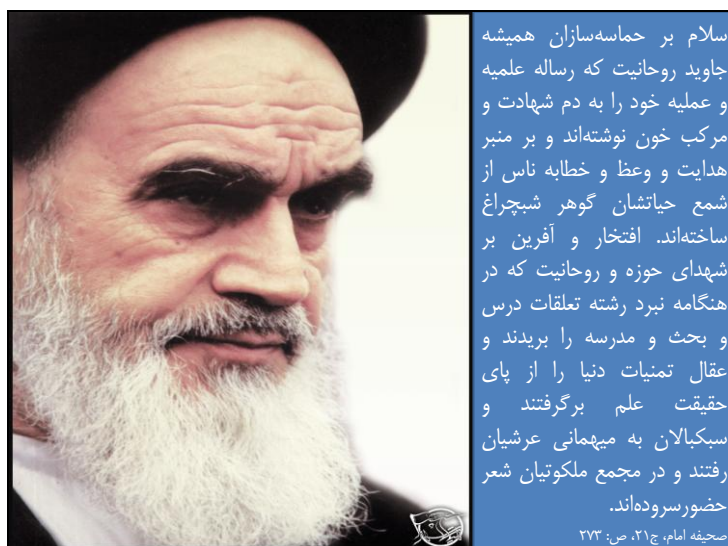 سلام بر حماسه‌سازان همیشه
جاوید روحانیت که رساله علمیه
و عملیه خود را به دم شهادت و
مرکب خون نوشته‌اند و بر منبر
هدایت و وعظ و خطابه ناس از
شمع حیاتشان گوهر شبچراغ
ساخته‌اند. افتخار و آفرین بر
شهدای حوزه و روحانیت که در
هنگامه نبرد رشته تعلقات درس
و بحث و مدرسه را بریدند و
عقال تمنیات دنیا را از پای
حقیقت علم برگرفتند و
سبکبالان به میهمانی عرشیان
رفتند و در مجمع ملکوتیان شعر
حضورسروده‌اند.
صحیفه امام، ج۲۱، ص: ۲۷۳